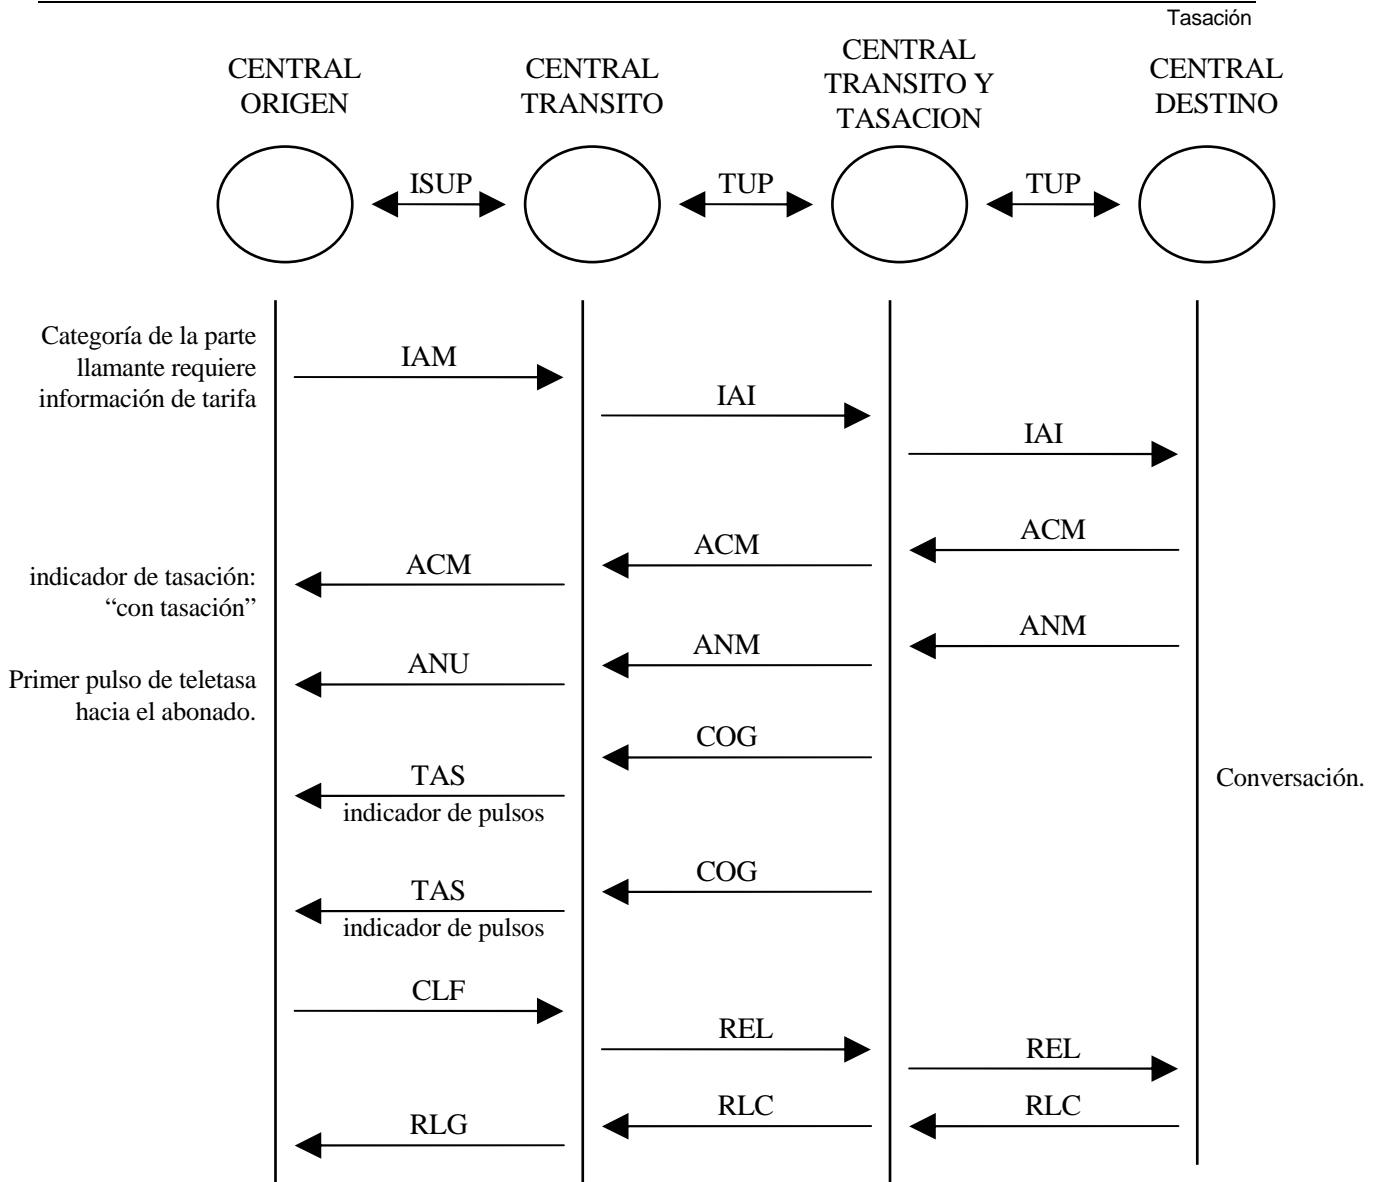 Tasación
CENTRAL
ORIGEN
CENTRAL
TRANSITO
CENTRAL
TRANSITO Y
TASACION
CENTRAL
DESTINO
ISUP
TUP
TUP
Categoría de la parte
llamante requiere
información de tarifa
IAM
IAI
IAI
ACM
ACM
ACM
indicador de tasación:
“con tasación”
ANM
ANM
ANU
Primer pulso de teletasa
hacia el abonado.
COG
TAS
indicador de pulsos
Conversación.
COG
TAS
indicador de pulsos
CLF
REL
REL
RLC
RLC
RLG